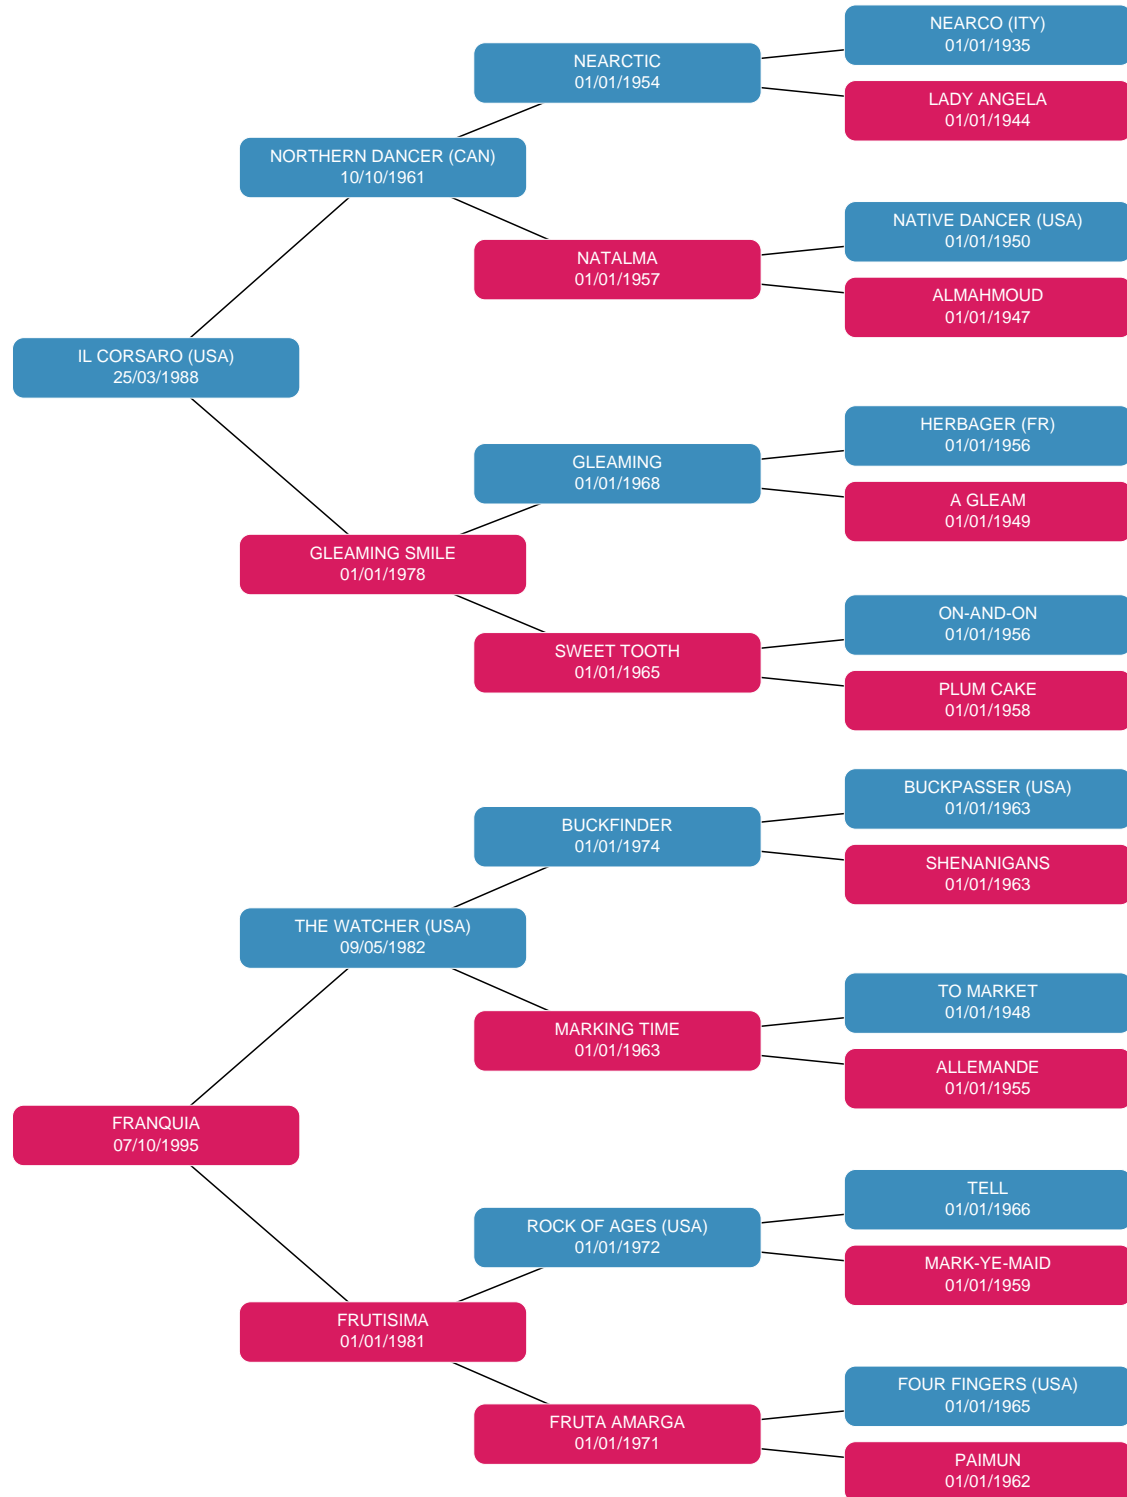 NEARCO (ITY)
01/01/1935
NEARCTIC
01/01/1954
LADY ANGELA
01/01/1944
NORTHERN DANCER (CAN)
10/10/1961
NATIVE DANCER (USA)
01/01/1950
NATALMA
01/01/1957
ALMAHMOUD
01/01/1947
IL CORSARO (USA)
25/03/1988
HERBAGER (FR)
01/01/1956
GLEAMING
01/01/1968
A GLEAM
01/01/1949
GLEAMING SMILE
01/01/1978
ON-AND-ON
01/01/1956
SWEET TOOTH
01/01/1965
PLUM CAKE
01/01/1958
BUCKPASSER (USA)
01/01/1963
BUCKFINDER
01/01/1974
SHENANIGANS
01/01/1963
THE WATCHER (USA)
09/05/1982
TO MARKET
01/01/1948
MARKING TIME
01/01/1963
ALLEMANDE
01/01/1955
FRANQUIA
07/10/1995
TELL
01/01/1966
ROCK OF AGES (USA)
01/01/1972
MARK-YE-MAID
01/01/1959
FRUTISIMA
01/01/1981
FOUR FINGERS (USA)
01/01/1965
FRUTA AMARGA
01/01/1971
PAIMUN
01/01/1962